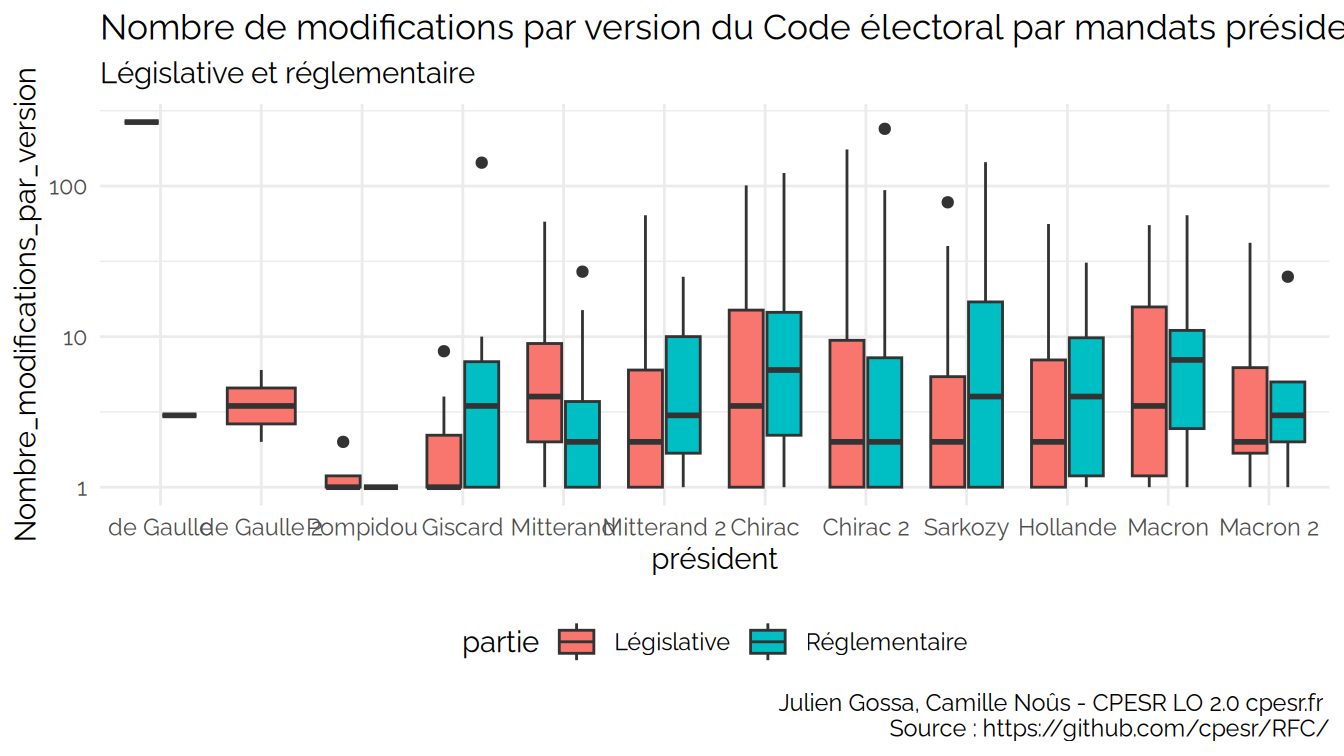 Nombre de modifications par version du Code électoral par mandats préside
Législative et réglementaire
Nombre_modifications_par_version
100
10
1
de Gaulle de Gaulle 2 Pompidou Giscard Mitterand Mitterand 2 Chirac Chirac 2 Sarkozy Hollande Macron Macron 2
président
partie Législative Réglementaire
Julien Gossa, Camille Noûs - CPESR LO 2.0 cpesr.fr
Source : https://github.com/cpesr/RFC/